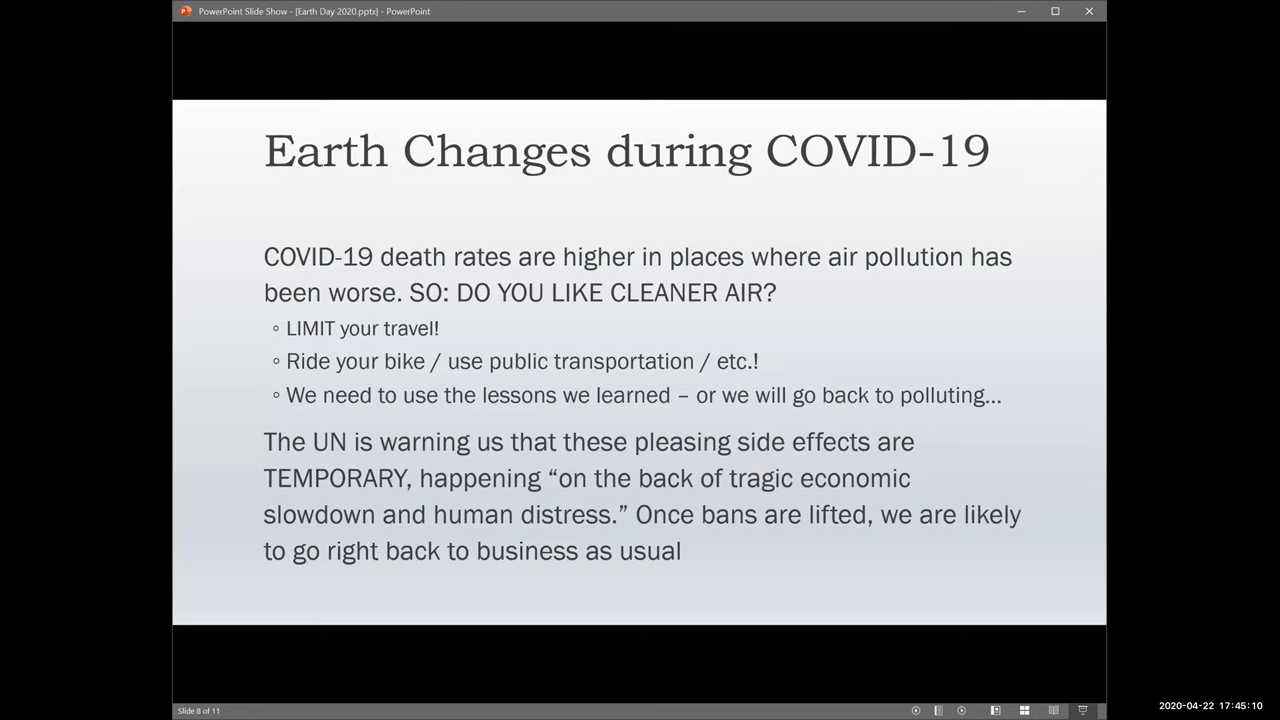 PowerPoint Slide Show - [Earth Day 2020.pptx] - PowerPoint
Earth Changes during COVID-19
COVID-19 death rates are higher in places where air pollution has
been worse. SO: DO YOU LIKE CLEANER AIR?
◦ LIMIT your travel!
◦ Ride your bike / use public transportation / etc.!
◦ We need to use the lessons we learned – or we will go back to polluting...
The UN is warning us that these pleasing side effects are
TEMPORARY, happening “on the back of tragic economic
slowdown and human distress.” Once bans are lifted, we are likely
to go right back to business as usual
Slide 8 of 11
2020-04-22 17:45:10